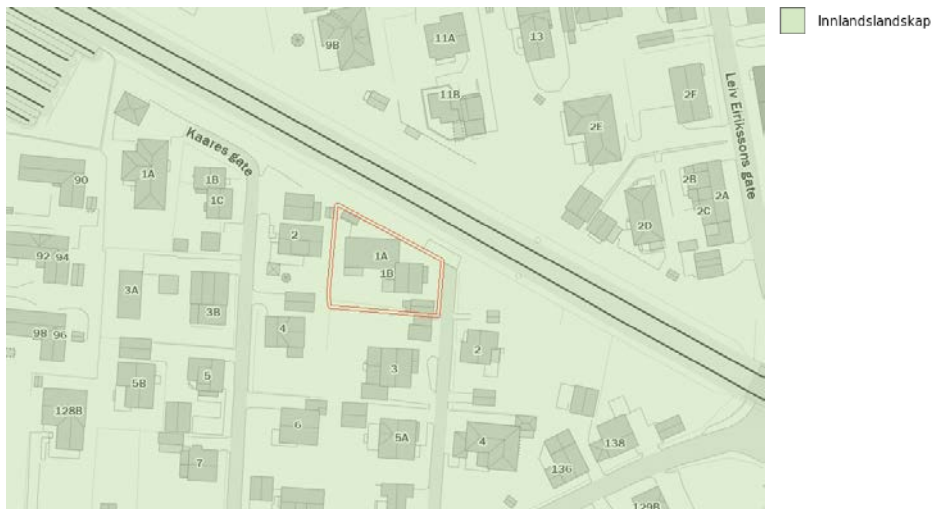 Innlandslandskap
9B
11A
13
11B
2F
2E
Leiv Eirikssons gate
Kaares gate
1A
1B
1C
90
2B
2A
2C
2D
2
1A
1B
92 94
3A
3B
4
98 96
2
5B
5
3
128B
6
5A
4
138
136
7
129B